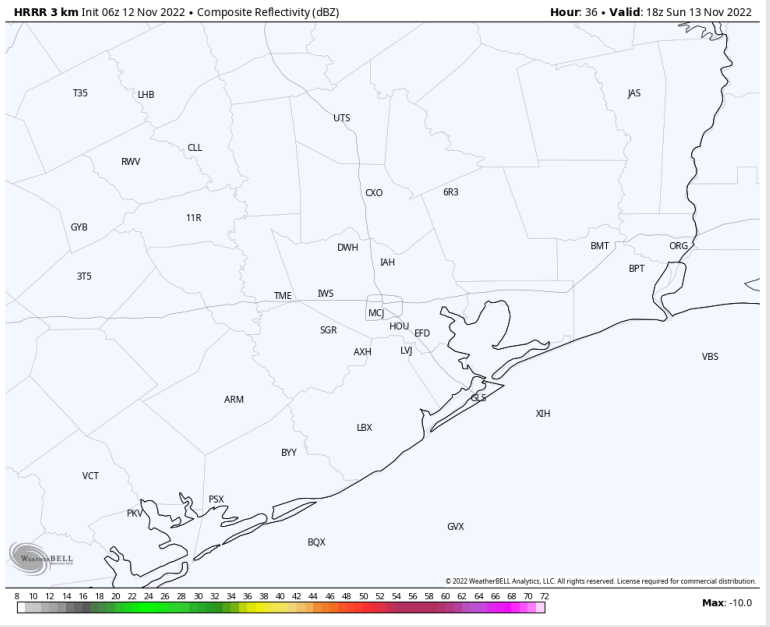 HRRR 3 km Init 06z 12 Nov 2022 • Composite Reflectivity (dBZ)
Hour: 36 • Valid: 18z Sun 13 Nov 2022
T35
LHB
JAS
UTS
CLL
RWV
CXO
6R3
11R
GYB
DWH
BMT
ORG
IAH
BPT
3T5
TME
IWS
MCJ
SGR
HOU
EFD
AXH
LVJ
VBS
ARM
GLS
XIH
LBX
BYY
VCT
PSX
PKV
GVX
BQX
WEATHERBELL
© 2022 WeatherBELL Analytics, LLC. All rights reserved. License required for commercial distribution.
8 10 12 14 16 18 20 22 24 26 28 30 32 34 36 38 40 42 44 46 48 50 52 54 56 58 60 62 64 66 68 70 72
Max: -10.0